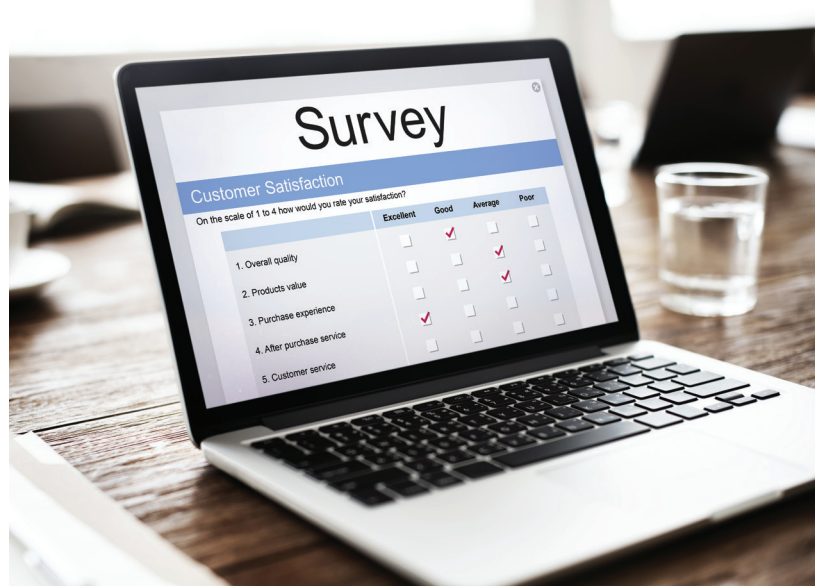 Survey
Customer Satisfaction
On the scale of 1 to 4 how would you rate your satisfaction?
Excellent Good Average Poor
1. Overall quality
2. Products value
3. Purchase experience
4. After purchase service
5. Customer service